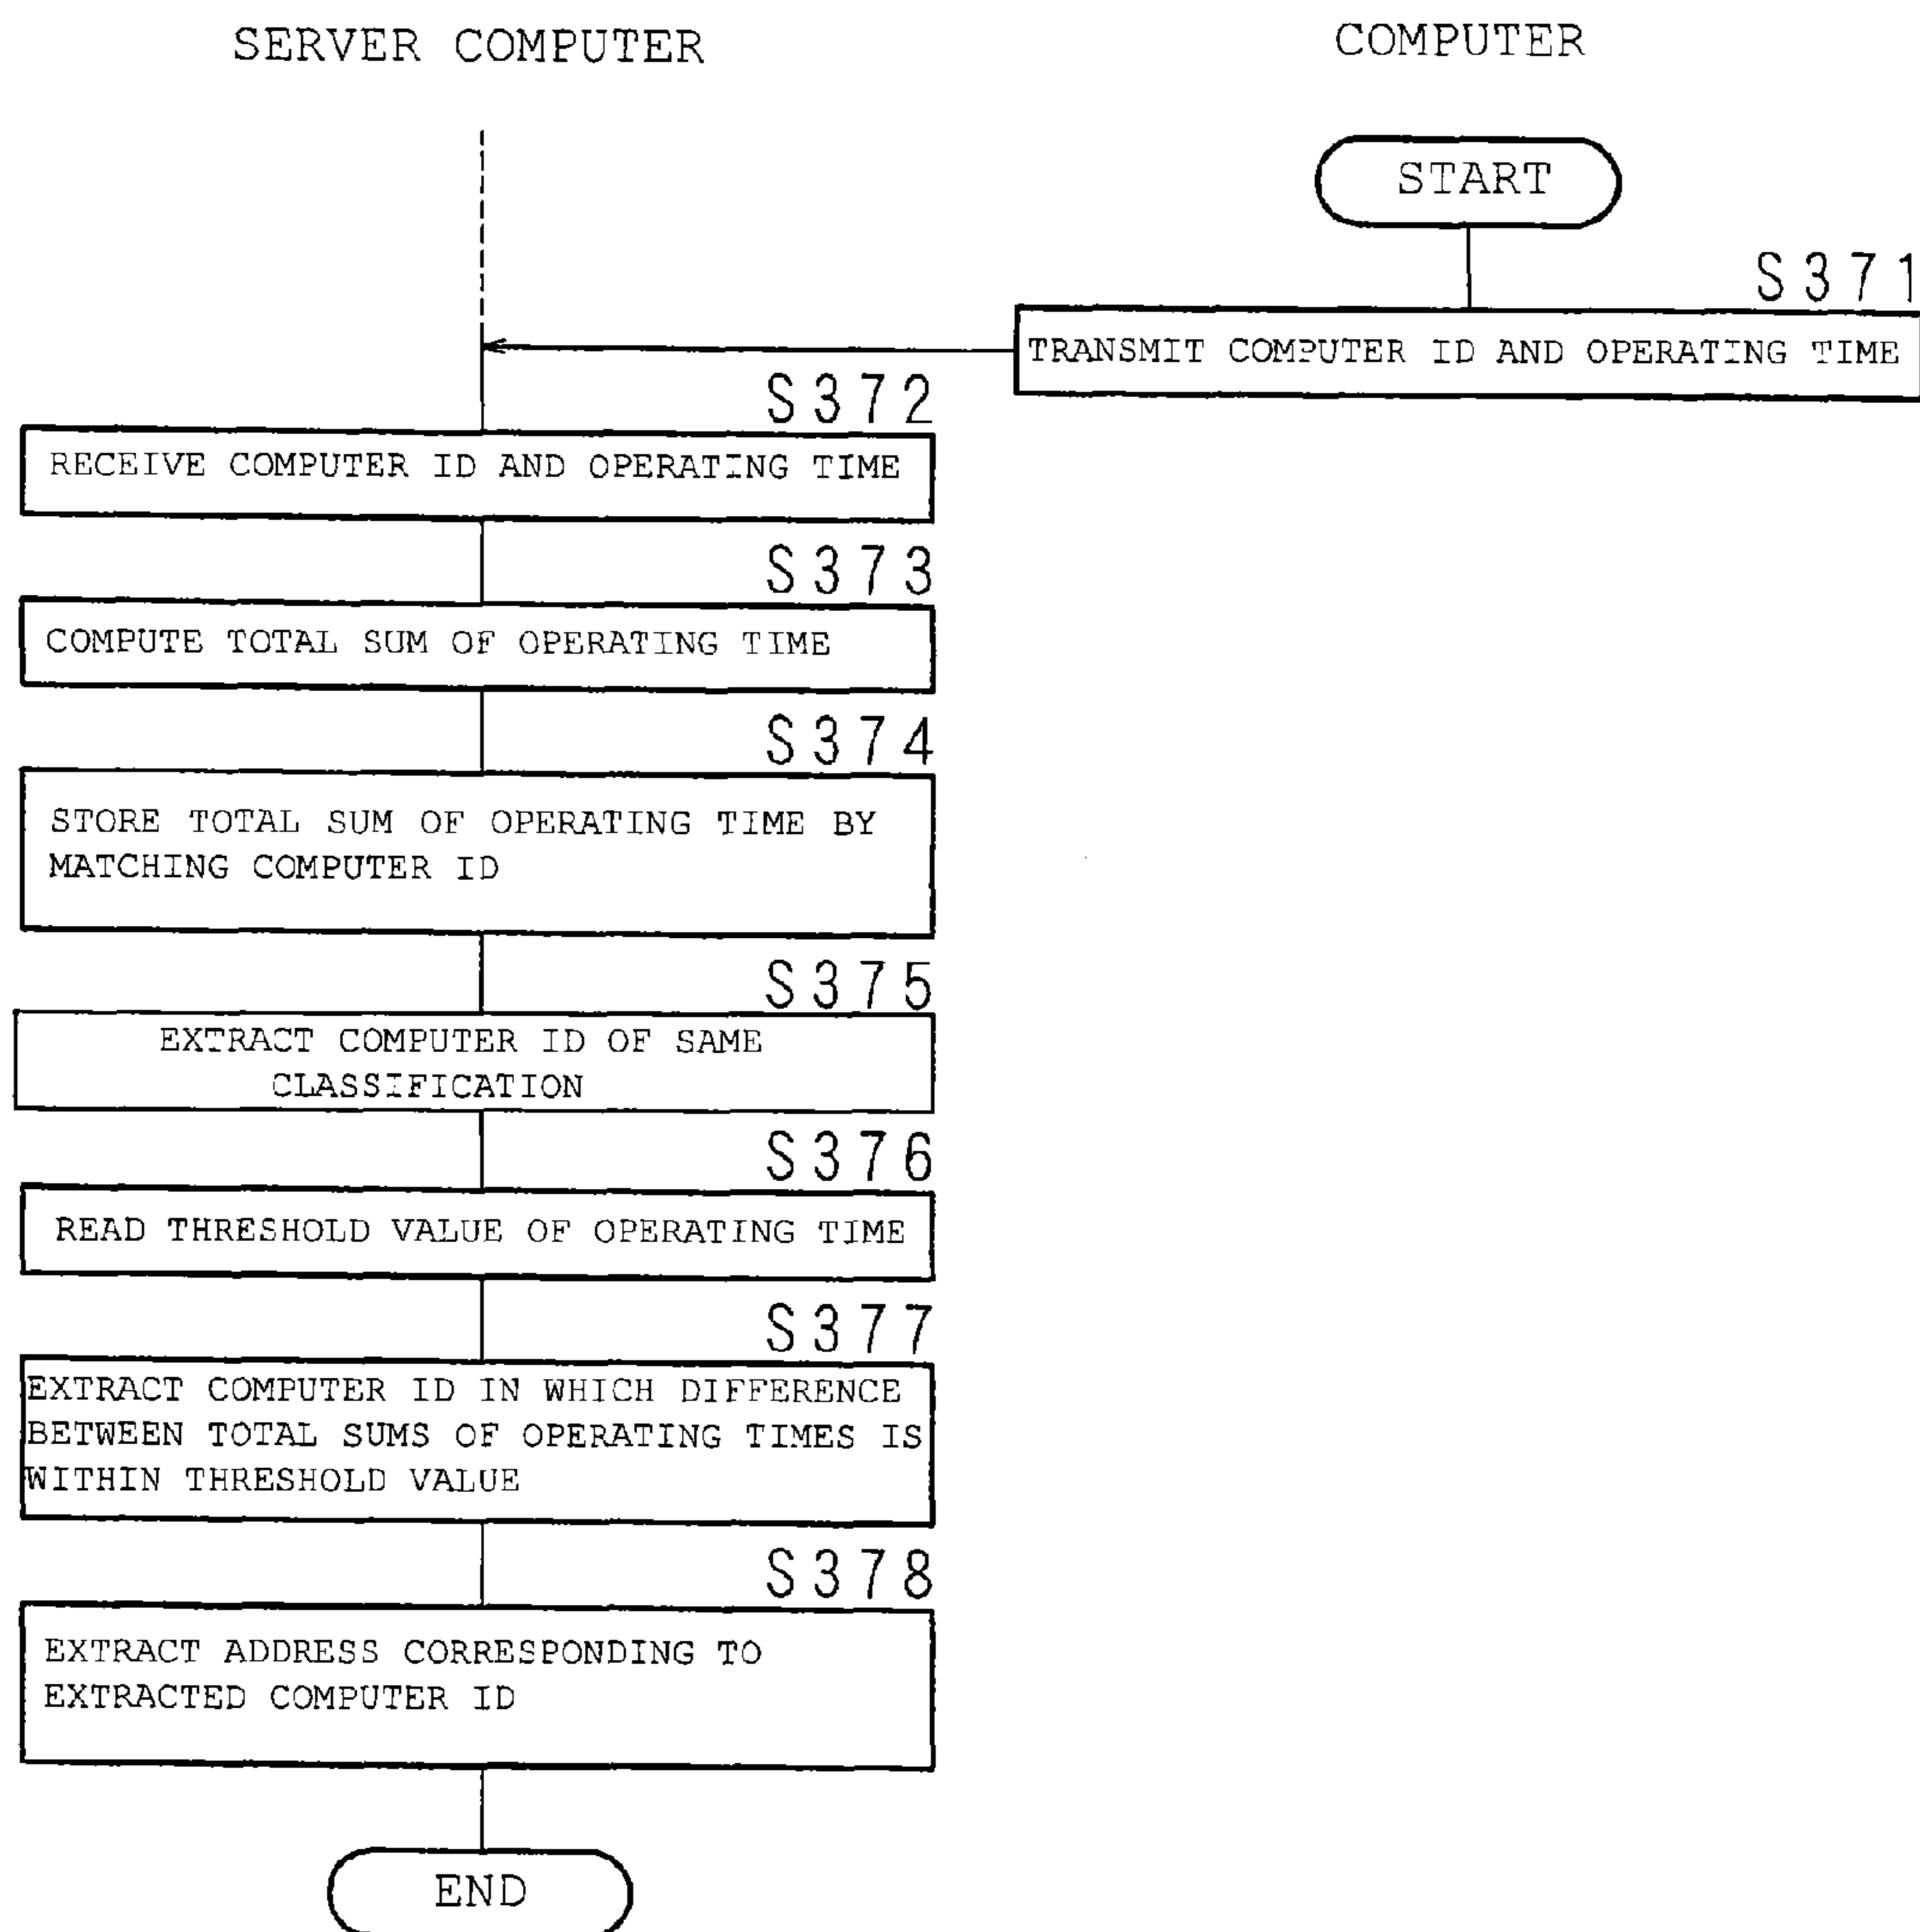 SERVER COMPUTER
COMPUTER
START
S371
TRANSMIT COMPUTER ID AND OPERATING TIME
S372
RECEIVE COMPUTER ID AND OPERATING TIME
S373
COMPUTE TOTAL SUM OF OPERATING TIME
S374
STORE TOTAL SUM OF OPERATING TIME BY
MATCHING COMPUTER ID
S375
EXTRACT COMPUTER ID OF SAME
CLASSIFICATION
S376
READ THRESHOLD VALUE OF OPERATING TIME
S377
EXTRACT COMPUTER ID IN WHICH DIFFERENCE
BETWEEN TOTAL SUMS OF OPERATING TIMES IS
WITHIN THRESHOLD VALUE
S378
EXTRACT ADDRESS CORRESPONDING TO
EXTRACTED COMPUTER ID
END